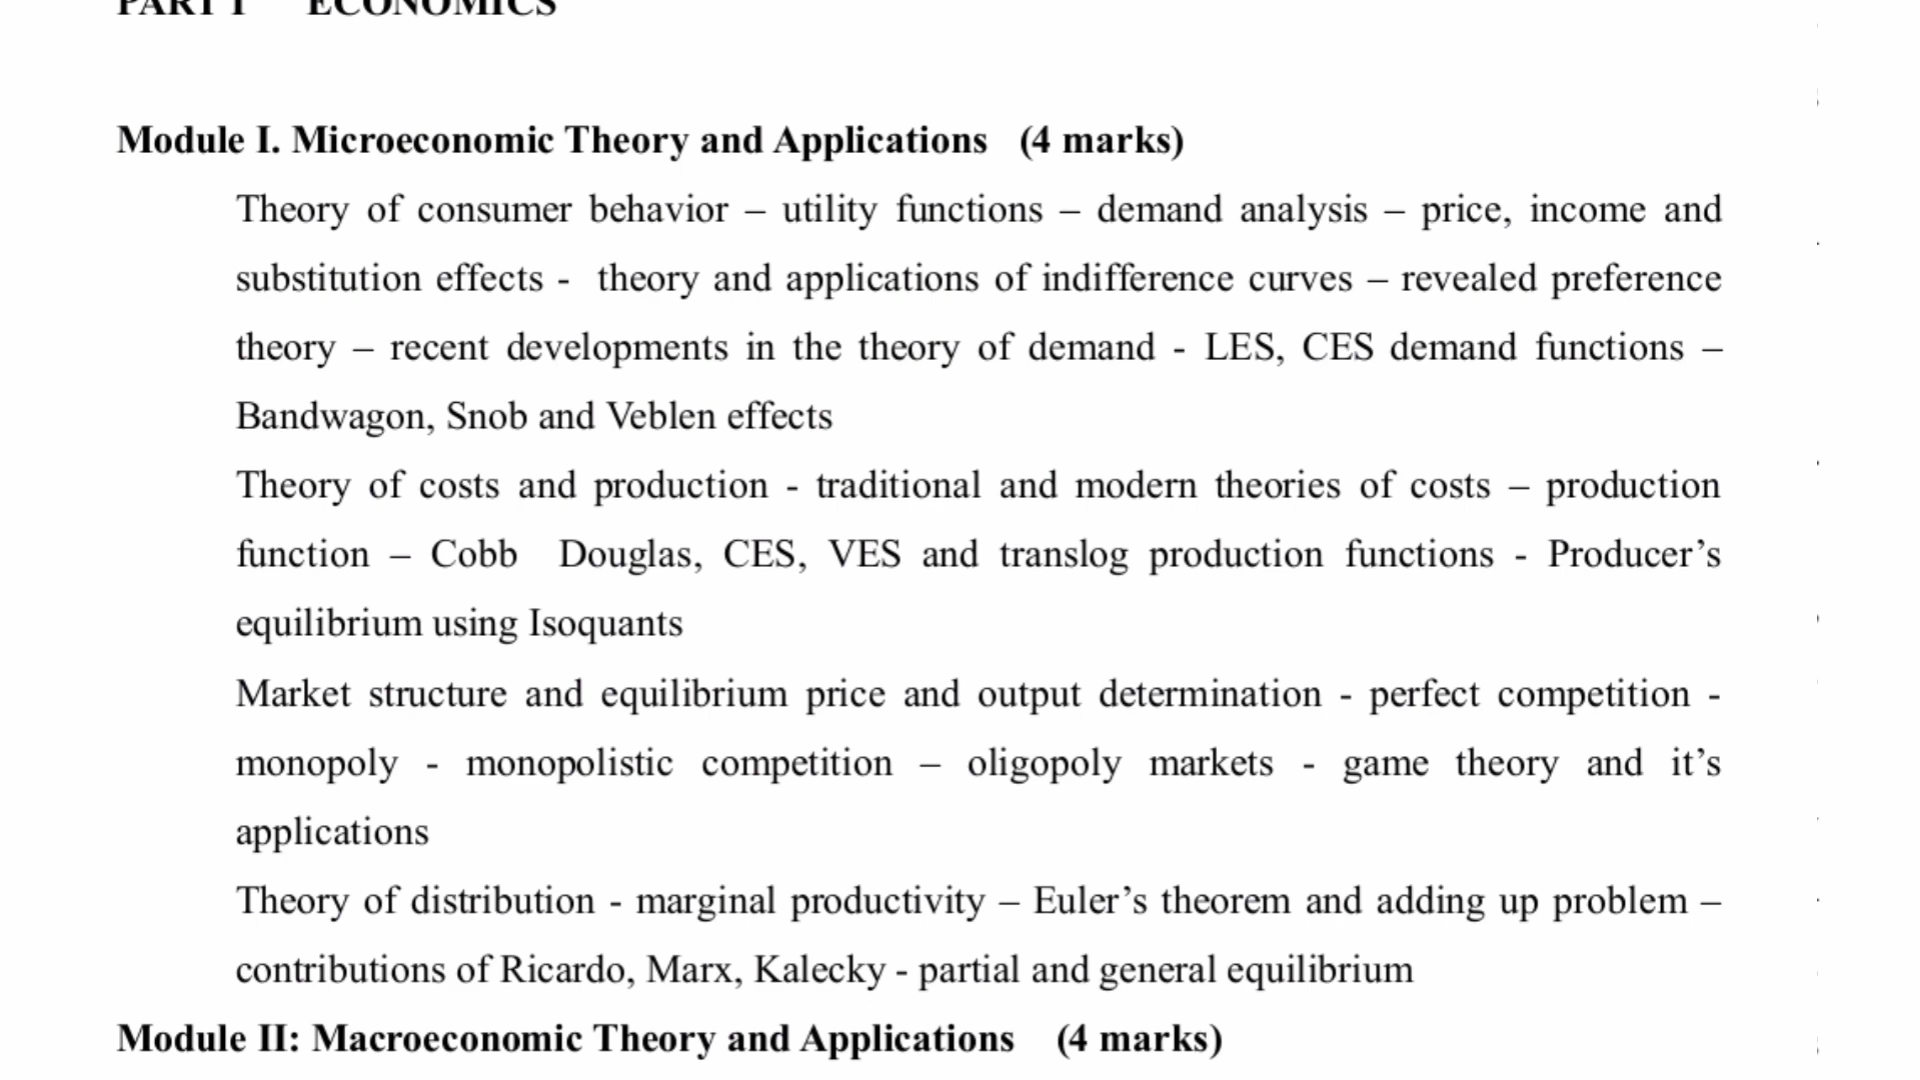 PART I ECONOMICS
Module I. Microeconomic Theory and Applications (4 marks)
Theory of consumer behavior – utility functions – demand analysis – price, income and
substitution effects - theory and applications of indifference curves – revealed preference
theory – recent developments in the theory of demand - LES, CES demand functions –
Bandwagon, Snob and Veblen effects
Theory of costs and production - traditional and modern theories of costs – production
function – Cobb Douglas, CES, VES and translog production functions - Producer’s
equilibrium using Isoquants
Market structure and equilibrium price and output determination - perfect competition -
monopoly - monopolistic competition – oligopoly markets - game theory and it’s
applications
Theory of distribution - marginal productivity – Euler’s theorem and adding up problem –
contributions of Ricardo, Marx, Kalecky - partial and general equilibrium
Module II: Macroeconomic Theory and Applications (4 marks)